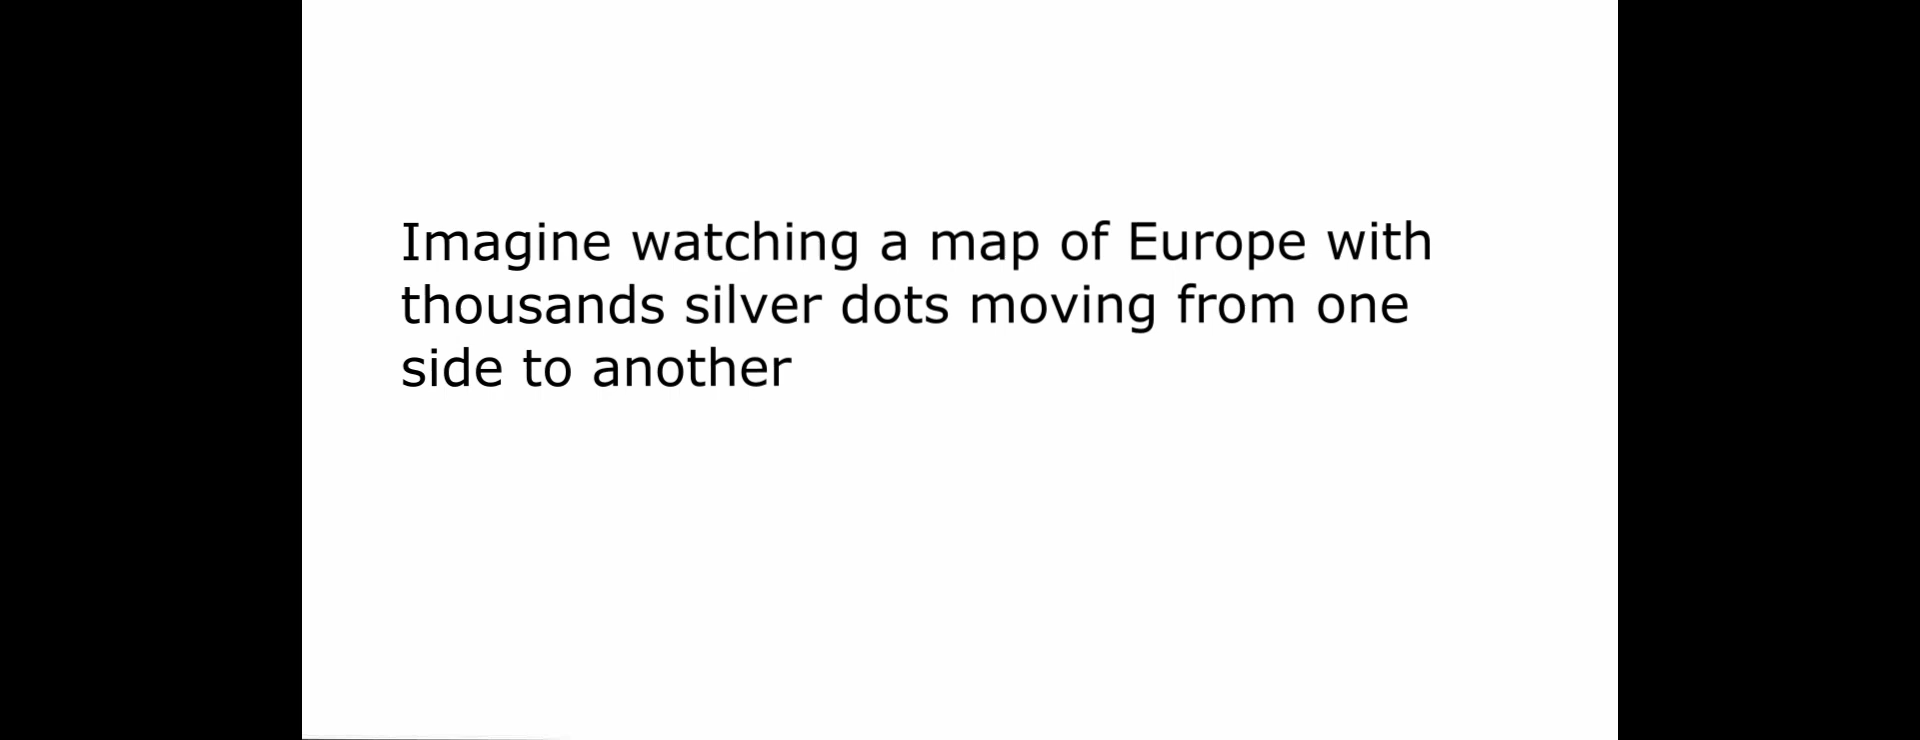 Imagine watching a map of Europe with
thousands silver dots moving from one
side to another